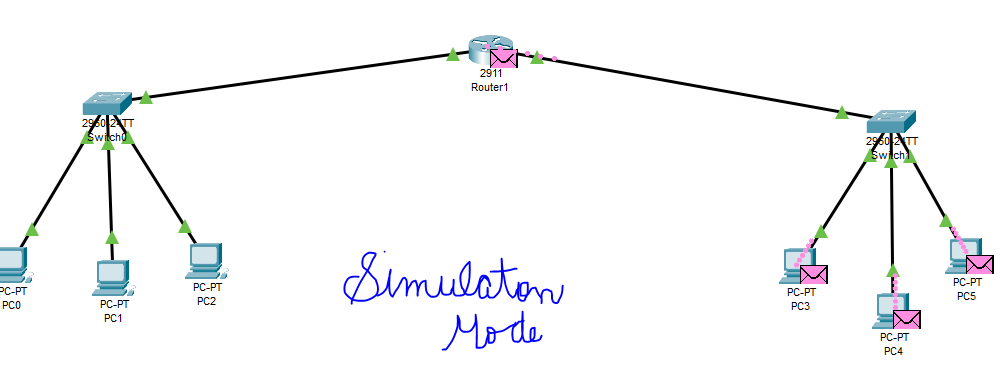 2911
Router1
2960-24TT
Switch0
2960-24TT
Switch1
PC-PT
PC0
PC-PT
PC1
PC-PT
PC2
Simulaton
Mode
PC-PT
PC3
PC-PT
PC4
PC-PT
PC5